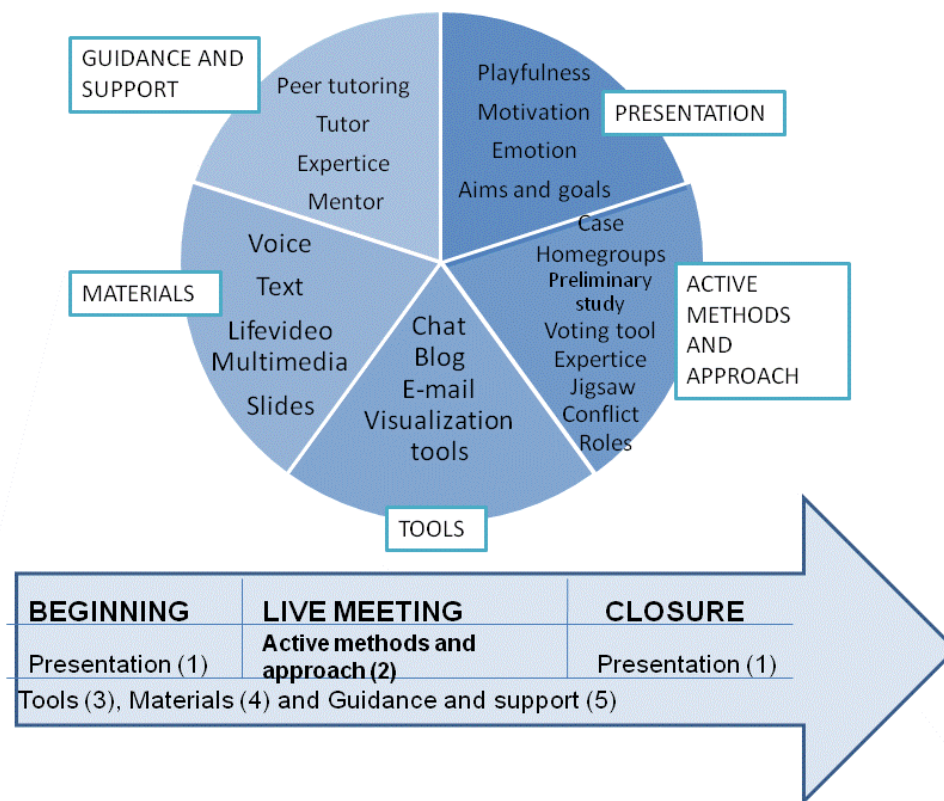 GUIDANCE AND
SUPPORT
Peer tutoring
Tutor
Expertice
Mentor
Playfulness
Motivation
Emotion
Aims and goals
PRESENTATION
Case
Homegroups
Preliminary
study
Voting tool
Expertice
Jigsaw
Conflict
Roles
ACTIVE
METHODS
AND
APPROACH
MATERIALS
Voice
Text
Lifevideo
Multimedia
Slides
Chat
Blog
E-mail
Visualization
tools
TOOLS
BEGINNING
LIVE MEETING
CLOSURE
Presentation (1)
Active methods and
approach (2)
Presentation (1)
Tools (3), Materials (4) and Guidance and support (5)